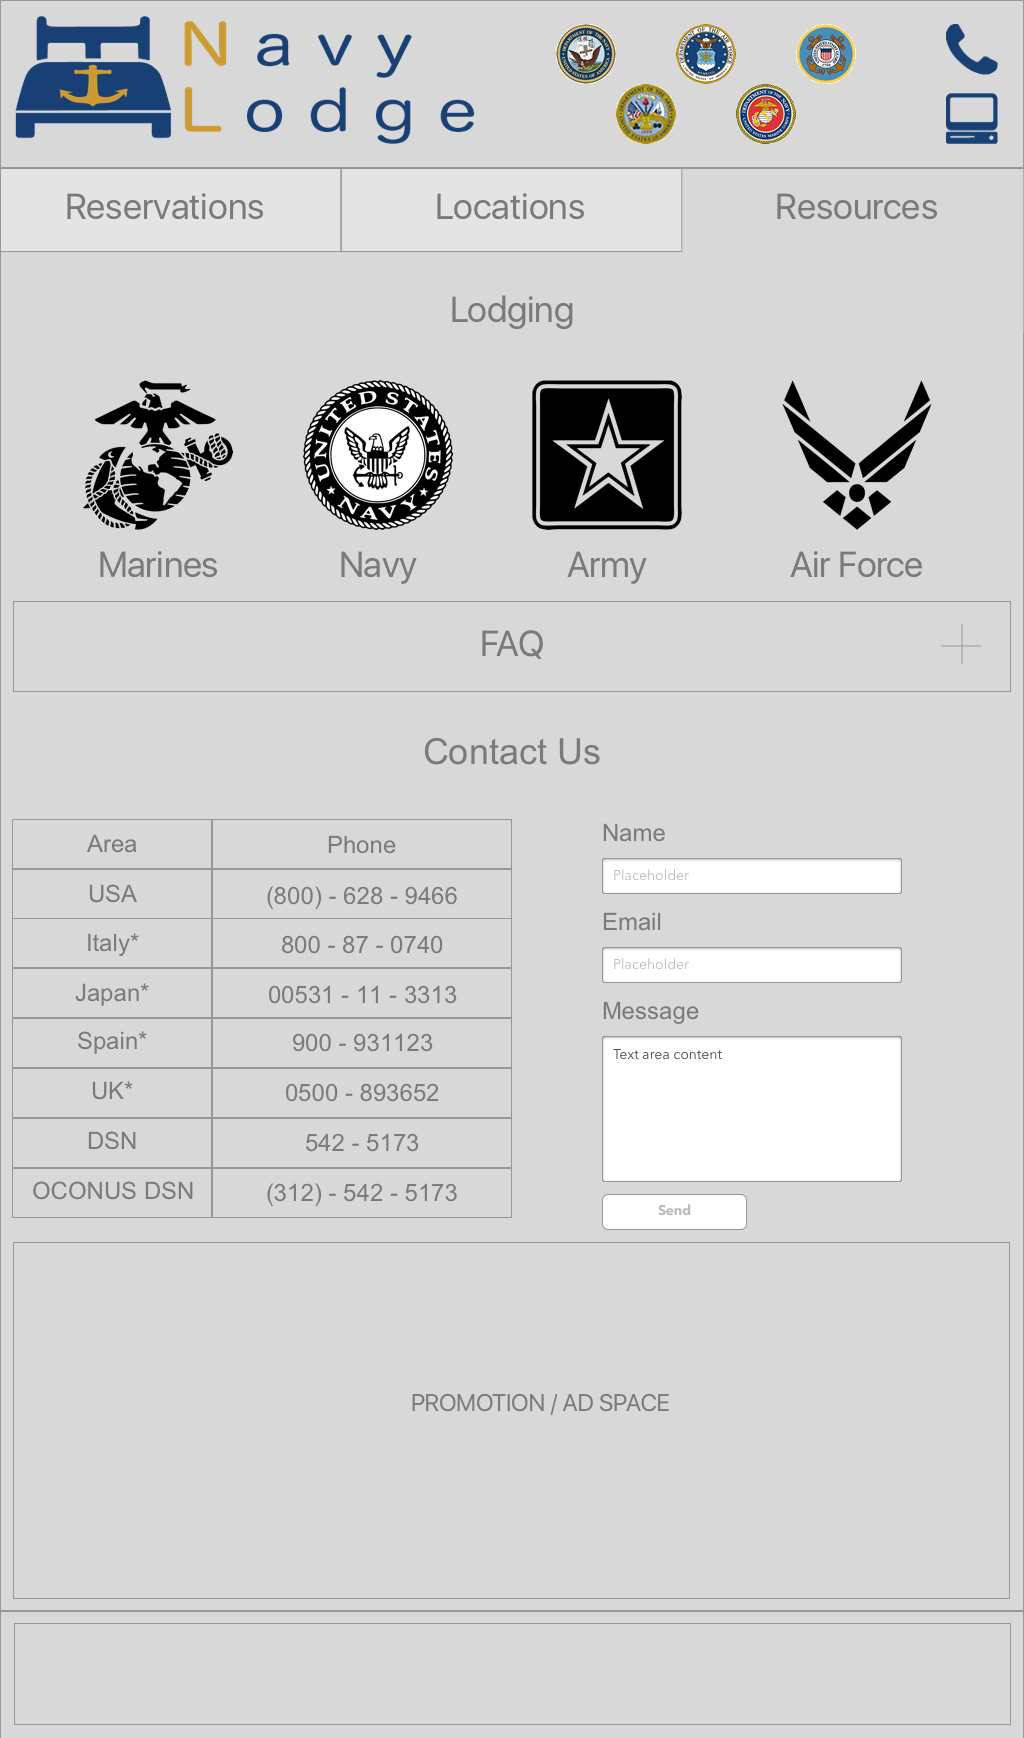 Navy
Lodge
Reservations
Locations
Resources
Lodging
UNITED STATES
NAVY
Marines
Navy
Army
Air Force
FAQ
Contact Us
Area Phone
USA (800) - 628 - 9466
Italy* 800 - 87 - 0740
Japan* 00531 - 11 - 3313
Spain* 900 - 931123
UK* 0500 - 893652
DSN 542 - 5173
OCONUS DSN (312) - 542 - 5173
Name
Placeholder
Email
Placeholder
Message
Text area content
Send
PROMOTION / AD SPACE